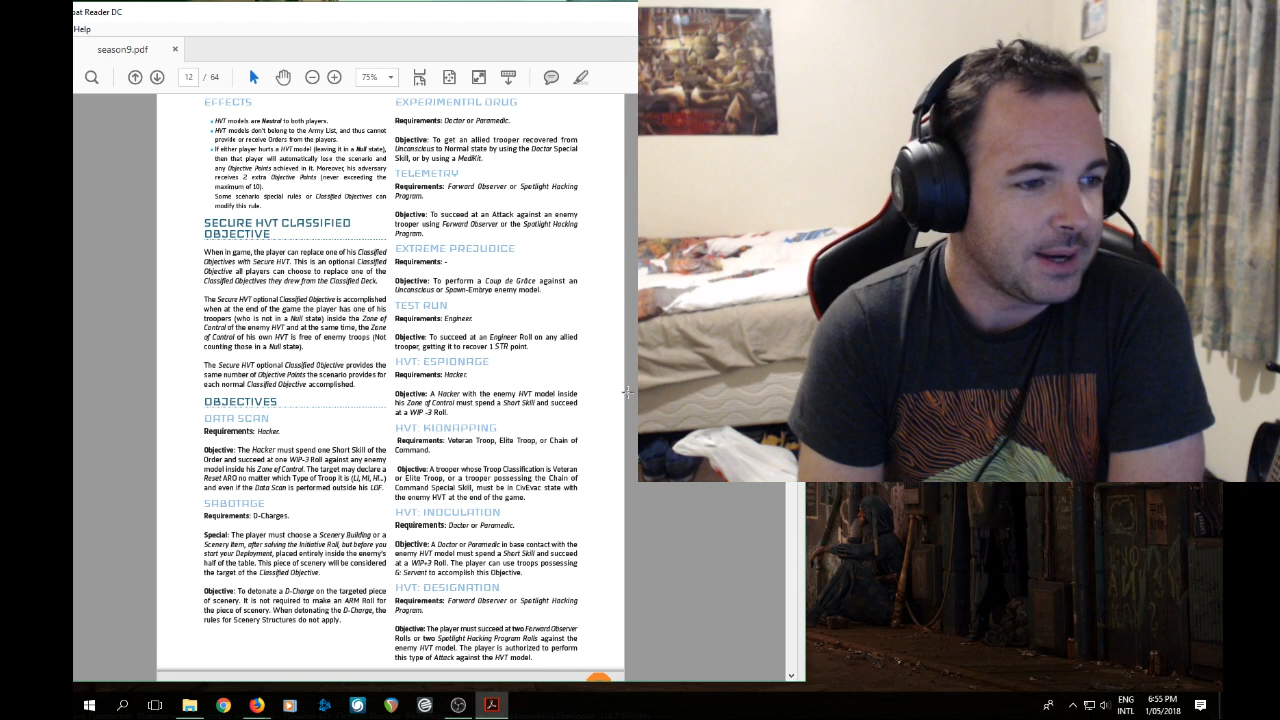 oat Reader DC
Help
season9.pdf
×
12 / 64
75%
EFFECTS
» HVT models are Neutral to both players.
» HVT models don't belong to the Army List, and thus cannot
provide or receive Orders from the players.
» If either player hurts a HVT model (leaving it in a Null state),
then that player will automatically lose the scenario and
any Objective Points achieved in it. Moreover, his adversary
receives 2 extra Objective Points (never exceeding the
maximum of 10).
Some scenario special rules or Classified Objectives can
modify this rule.
SECURE HVT CLASSIFIED
OBJECTIVE
When in game, the player can replace one of his Classified
Objectives with Secure HVT. This is an optional Classified
Objective all players can choose to replace one of the
Classified Objectives they drew from the Classified Deck.
The Secure HVT optional Classified Objective is accomplished
when at the end of the game the player has one of his
troopers (who is not in a Null state) inside the Zone of
Control of the enemy HVT and at the same time, the Zone
of Control of his own HVT is free of enemy troops (Not
counting those in a Null state).
The Secure HVT optional Classified Objective provides the
same number of Objective Points the scenario provides for
each normal Classified Objective accomplished.
OBJECTIVES
DATA SCAN
Requirements: Hacker.
Objective: The Hacker must spend one Short Skill of the
Order and succeed at one WIP-3 Roll against any enemy
model inside his Zone of Control. The target may declare a
Reset ARO no matter which Type of Troop it is (LI, MI, HI...)
and even if the Data Scan is performed outside his LOF.
SABOTAGE
Requirements: D-Charges.
Special: The player must choose a Scenery Building or a
Scenery Item, after solving the Initiative Roll, but before you
start your Deployment, placed entirely inside the enemy's
half of the table. This piece of scenery will be considered
the target of the Classified Objective.
Objective: To detonate a D-Charge on the targeted piece
of scenery. It is not required to make an ARM Roll for
the piece of scenery. When detonating the D-Charge, the
rules for Scenery Structures do not apply.
EXPERIMENTAL DRUG
Requirements: Doctor or Paramedic.
Objective: To get an allied trooper recovered from
Unconscious to Normal state by using the Doctor Special
Skill, or by using a MediKit.
TELEMETRY
Requirements: Forward Observer or Spotlight Hacking
Program.
Objective: To succeed at an Attack against an enemy
trooper using Forward Observer or the Spotlight Hacking
Program.
EXTREME PREJUDICE
Requirements: -
Objective: To perform a Coup de Grâce against an
Unconscious or Spawn-Embryo enemy model.
TEST RUN
Requirements: Engineer.
Objective: To succeed at an Engineer Roll on any allied
trooper, getting it to recover 1 STR point.
HVT: ESPIONAGE
Requirements: Hacker.
Objective: A Hacker with the enemy HVT model inside
his Zone of Control must spend a Short Skill and succeed
at a WIP -3 Roll.
HVT: KIDNAPPING
Requirements: Veteran Troop, Elite Troop, or Chain of
Command.
Objective: A trooper whose Troop Classification is Veteran
or Elite Troop, or a trooper possessing the Chain of
Command Special Skill, must be in CivEvac state with
the enemy HVT at the end of the game.
HVT: INOCULATION
Requirements: Doctor or Paramedic.
Objective: A Doctor or Paramedic in base contact with the
enemy HVT model must spend a Short Skill and succeed
at a WIP+3 Roll. The player can use troops possessing
G: Servant to accomplish this Objective.
HVT: DESIGNATION
Requirements: Forward Observer or Spotlight Hacking
Program.
Objective: The player must succeed at two Forward Observer
Rolls or two Spotlight Hacking Program Rolls against the
enemy HVT model. The player is authorized to perform
this type of Attack against the HVT model.
ENG
INTL
6:55 PM
1/05/2018